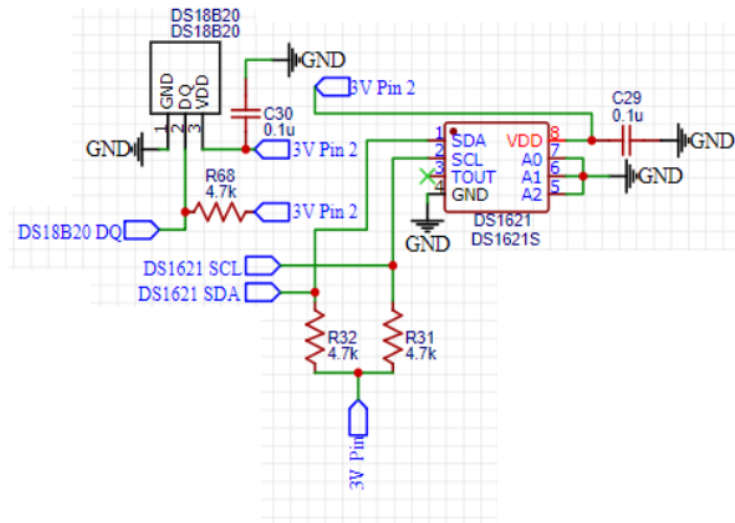 DS18B20
DS18B20
GND
DQ
VDD
1
2
3
GND
GND
C30
0.1u
3V Pin 2
R68
4.7k
3V Pin 2
DS18B20 DQ
3V Pin 2
C29
0.1u
GND
1 SDA
2 SCL
3 TOUT
4 GND
VDD 8
A0 7
A1 6
A2 5
GND
GND
DS1621
DS1621S
DS1621 SCL
DS1621 SDA
R32
4.7k
R31
4.7k
3V Pin